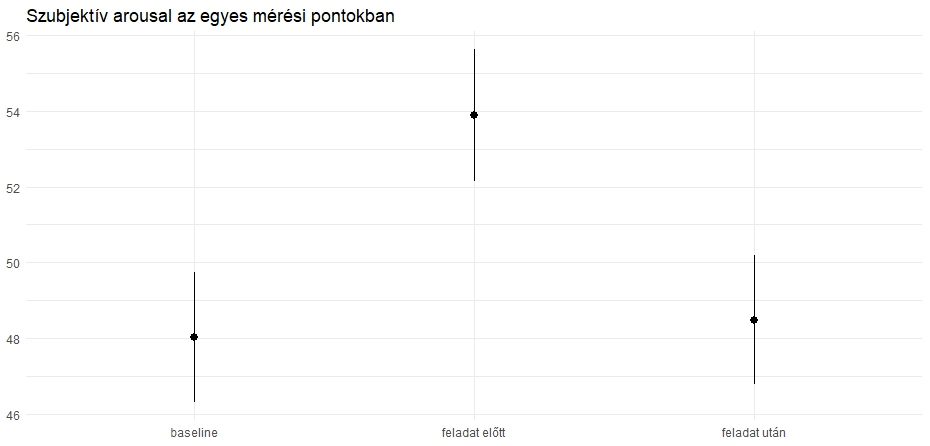 Szubjektív arousal az egyes mérési pontokban
56
54
52
50
48
46
baseline
feladat előtt
feladat után